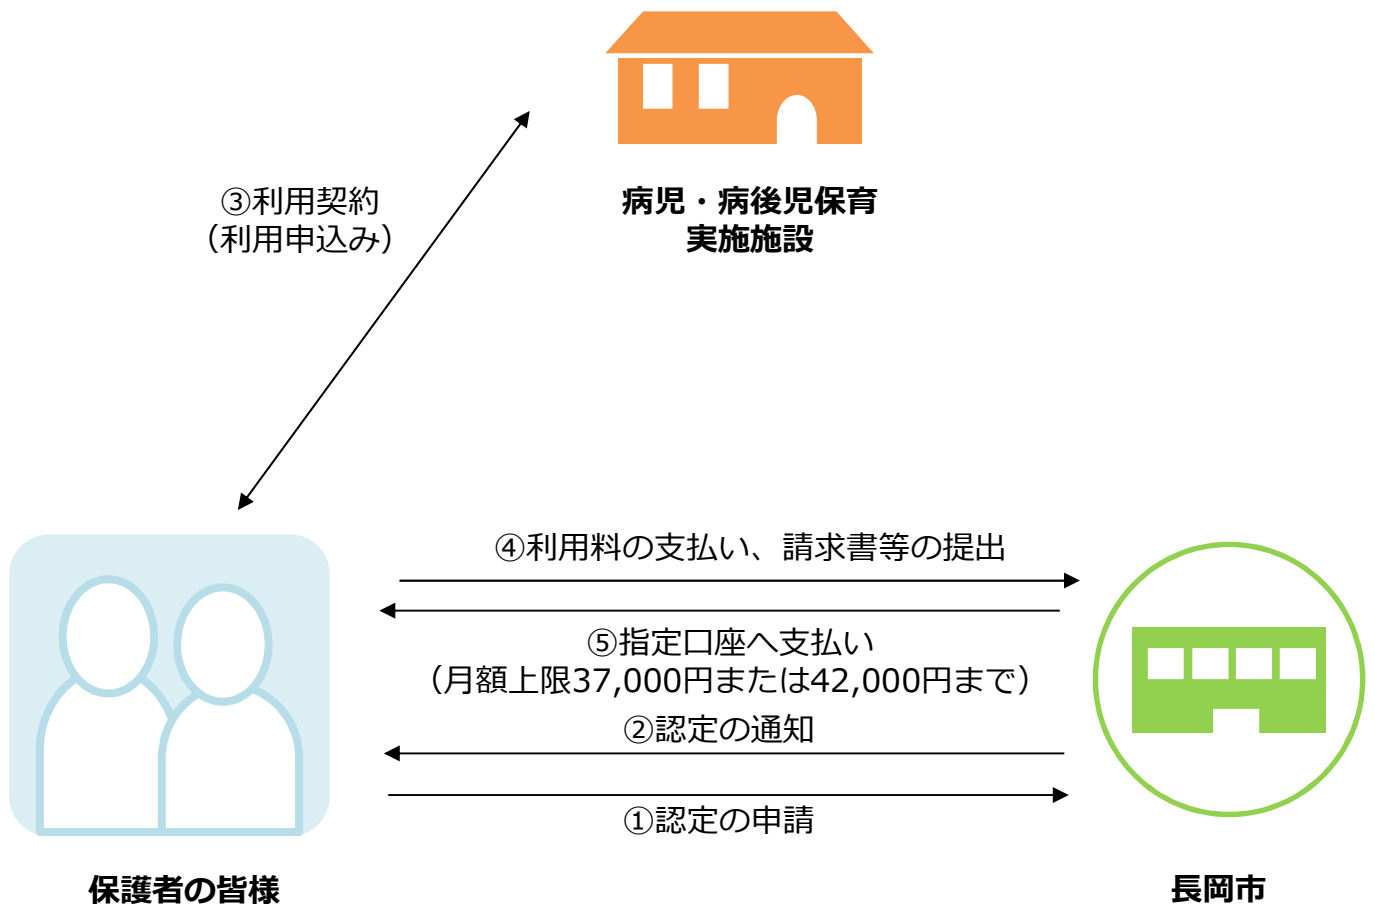 病児・病後児保育
実施施設
③利用契約
（利用申込み）
④利用料の支払い、請求書等の提出
⑤指定口座へ支払い
（月額上限37,000円または42,000円まで）
②認定の通知
①認定の申請
保護者の皆様
長岡市